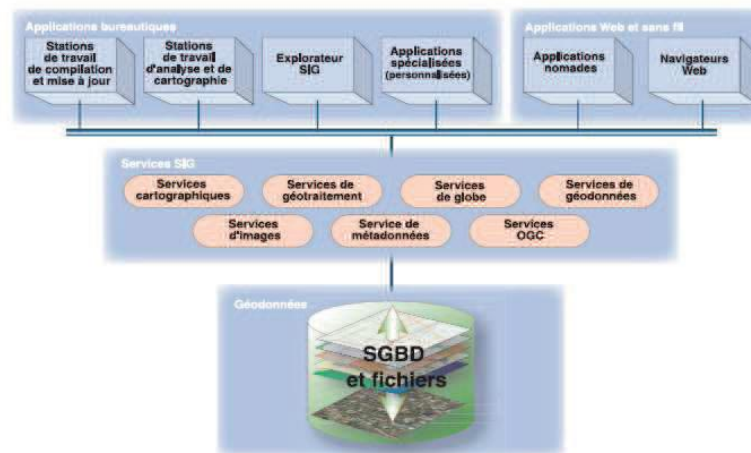 Applications bureautiques
Stations
de travail
de compilation
et mise à jour
Stations
de travail
d'analyse et de
cartographie
Explorateur
SIG
Applications
spécialisées
(personnalisées)
Applications Web et sans fil
Applications
nomades
Navigateurs
Web
Services SIG
Services
cartographiques
Services de
géotraitement
Services
de globe
Services de
géodonnées
Services
d'images
Service de
métadonnées
Services
OGC
Géodonnées
SGBD
et fichiers